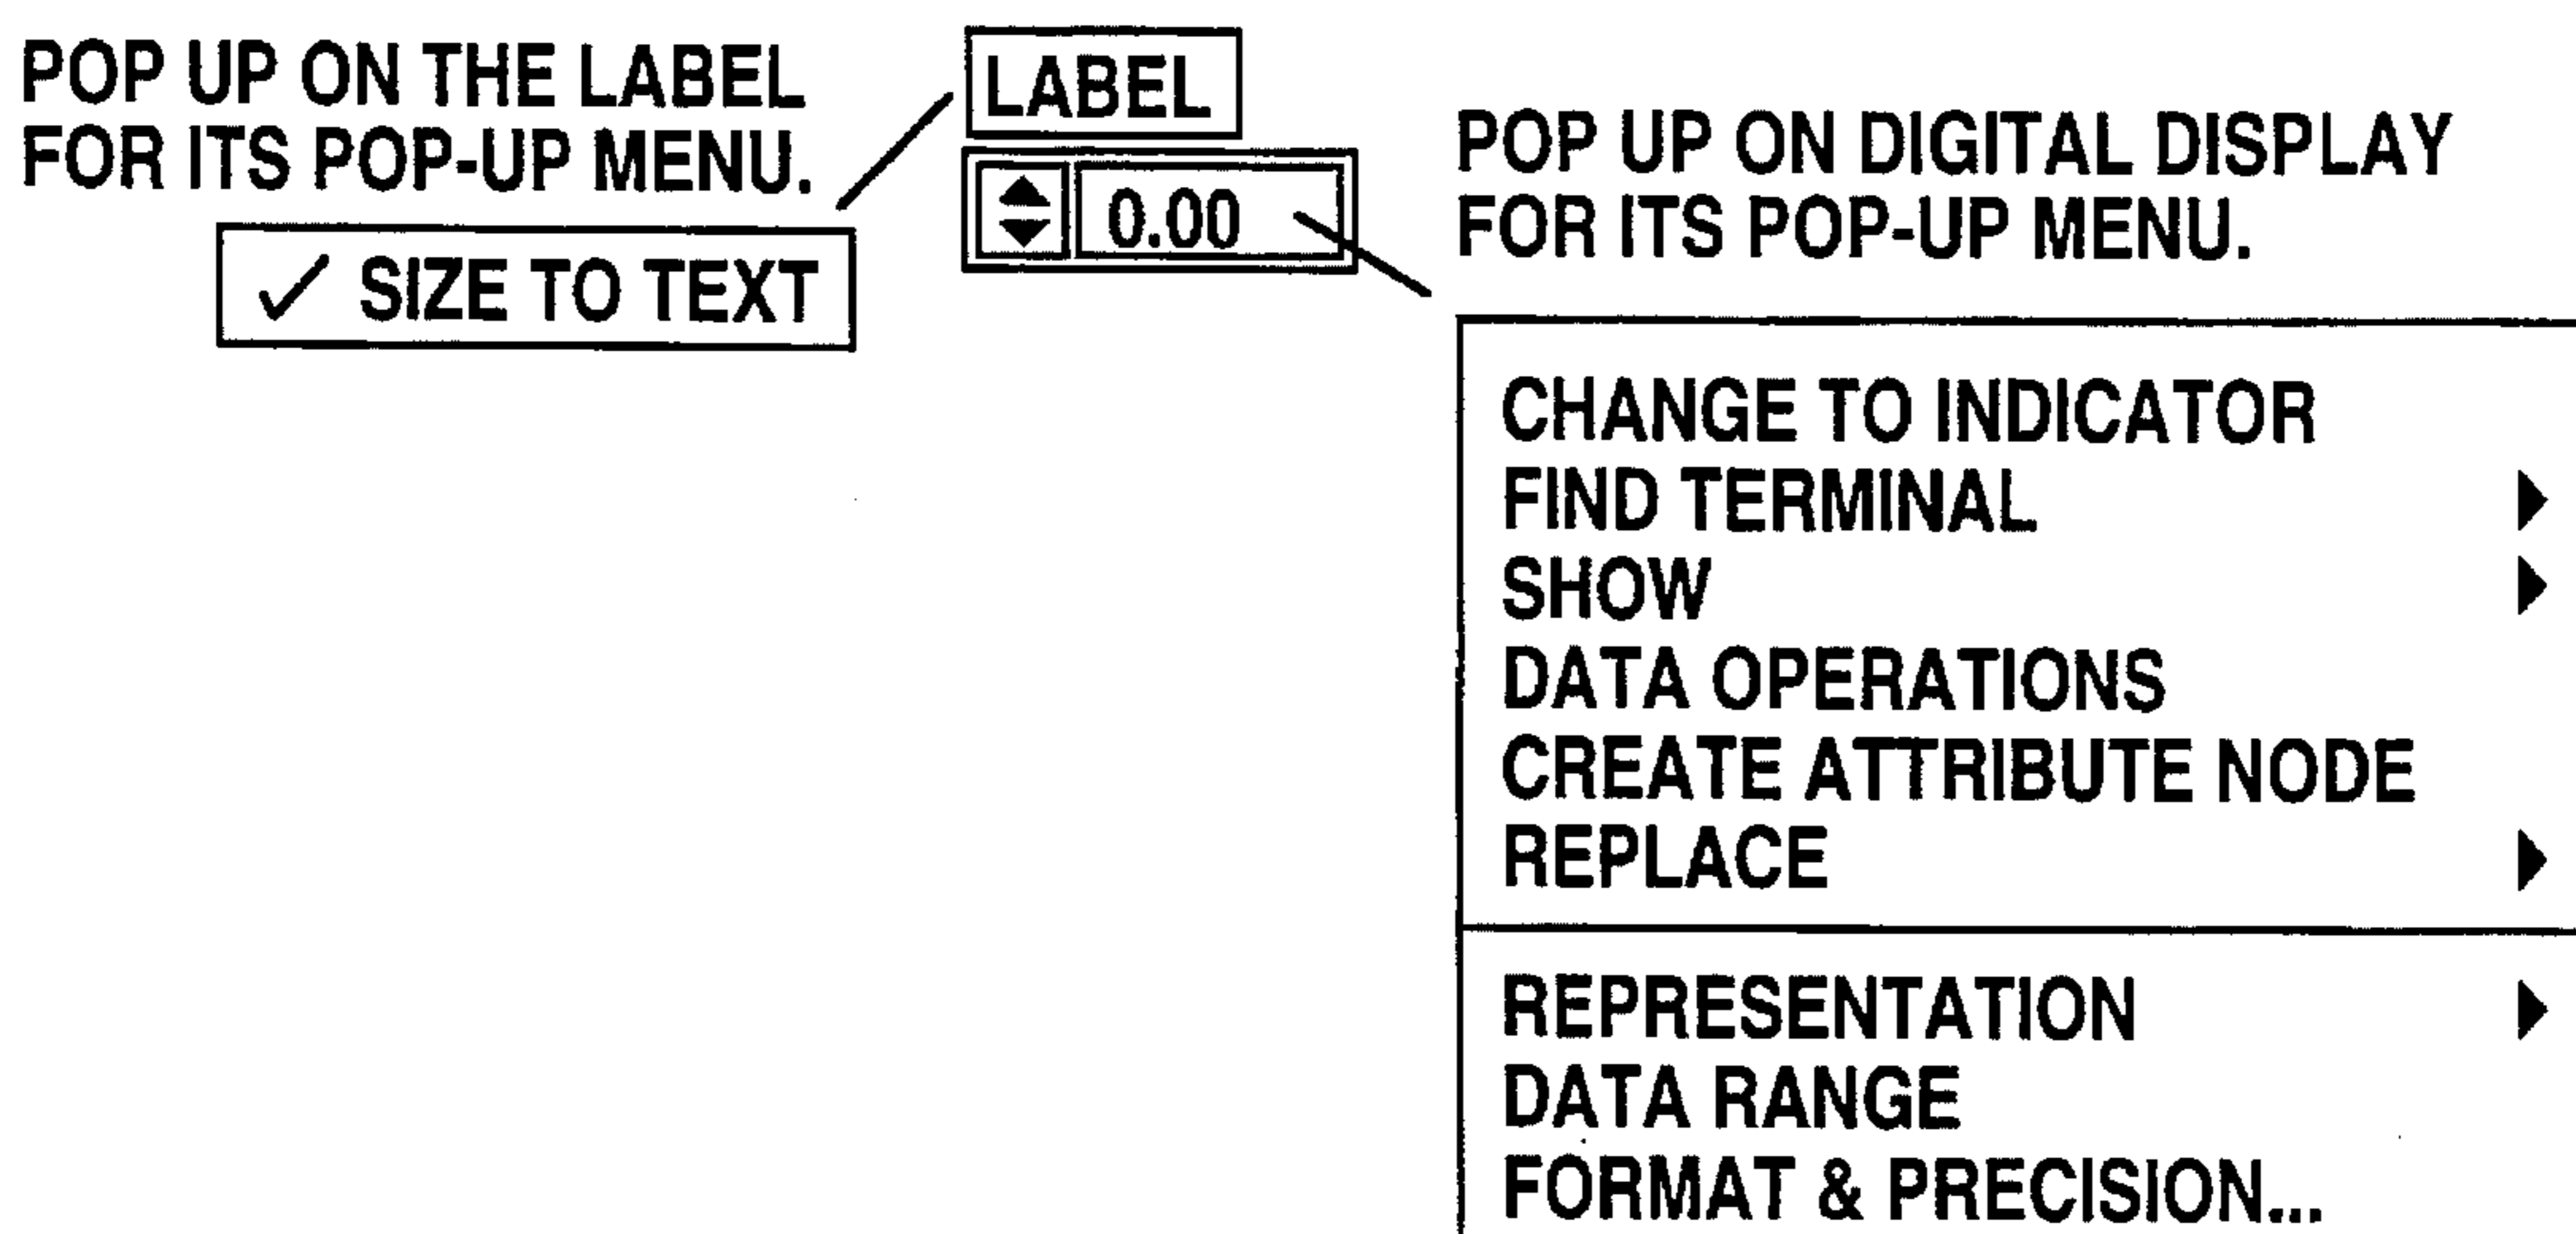 POP UP ON THE LABEL
FOR ITS POP-UP MENU.
✓ SIZE TO TEXT
LABEL
0.00
POP UP ON DIGITAL DISPLAY
FOR ITS POP-UP MENU.
CHANGE TO INDICATOR
FIND TERMINAL
SHOW
DATA OPERATIONS
CREATE ATTRIBUTE NODE
REPLACE
REPRESENTATION
DATA RANGE
FORMAT & PRECISION...